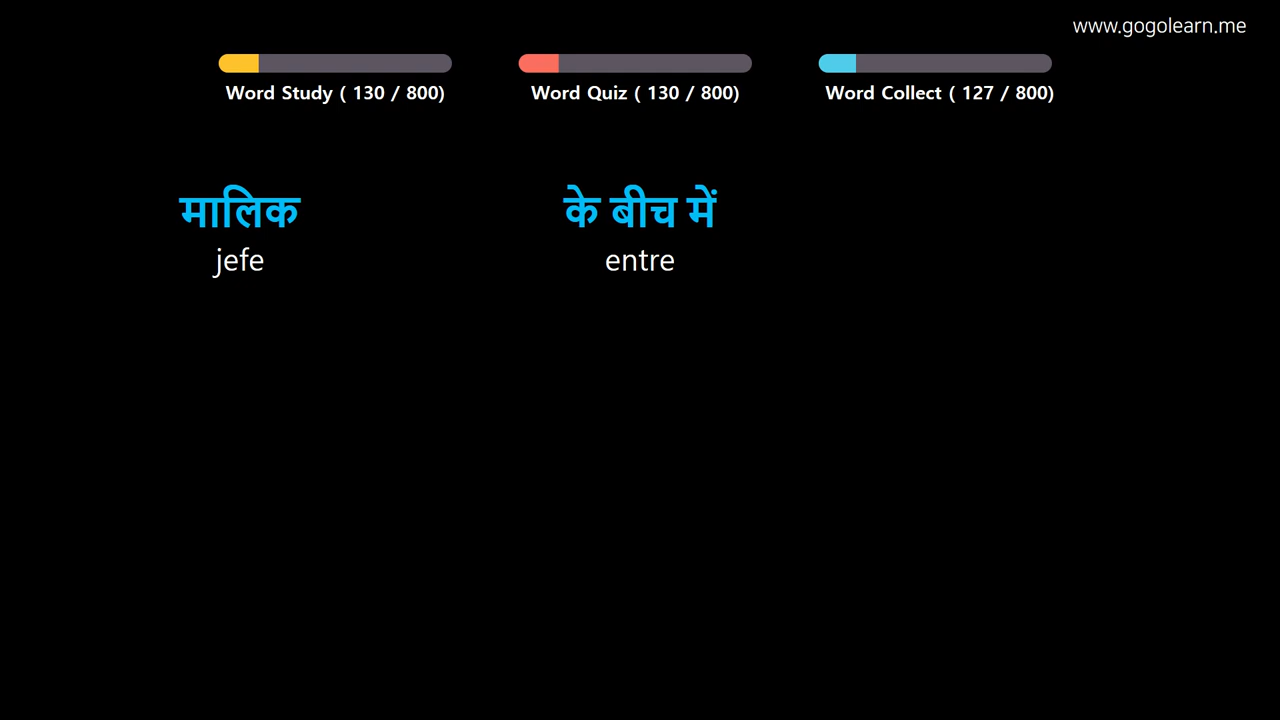 www.gogolearn.me
Word Study ( 130 / 800)
Word Quiz ( 130 / 800)
Word Collect ( 127 / 800)
मालिक
jefe
के बीच में
entre